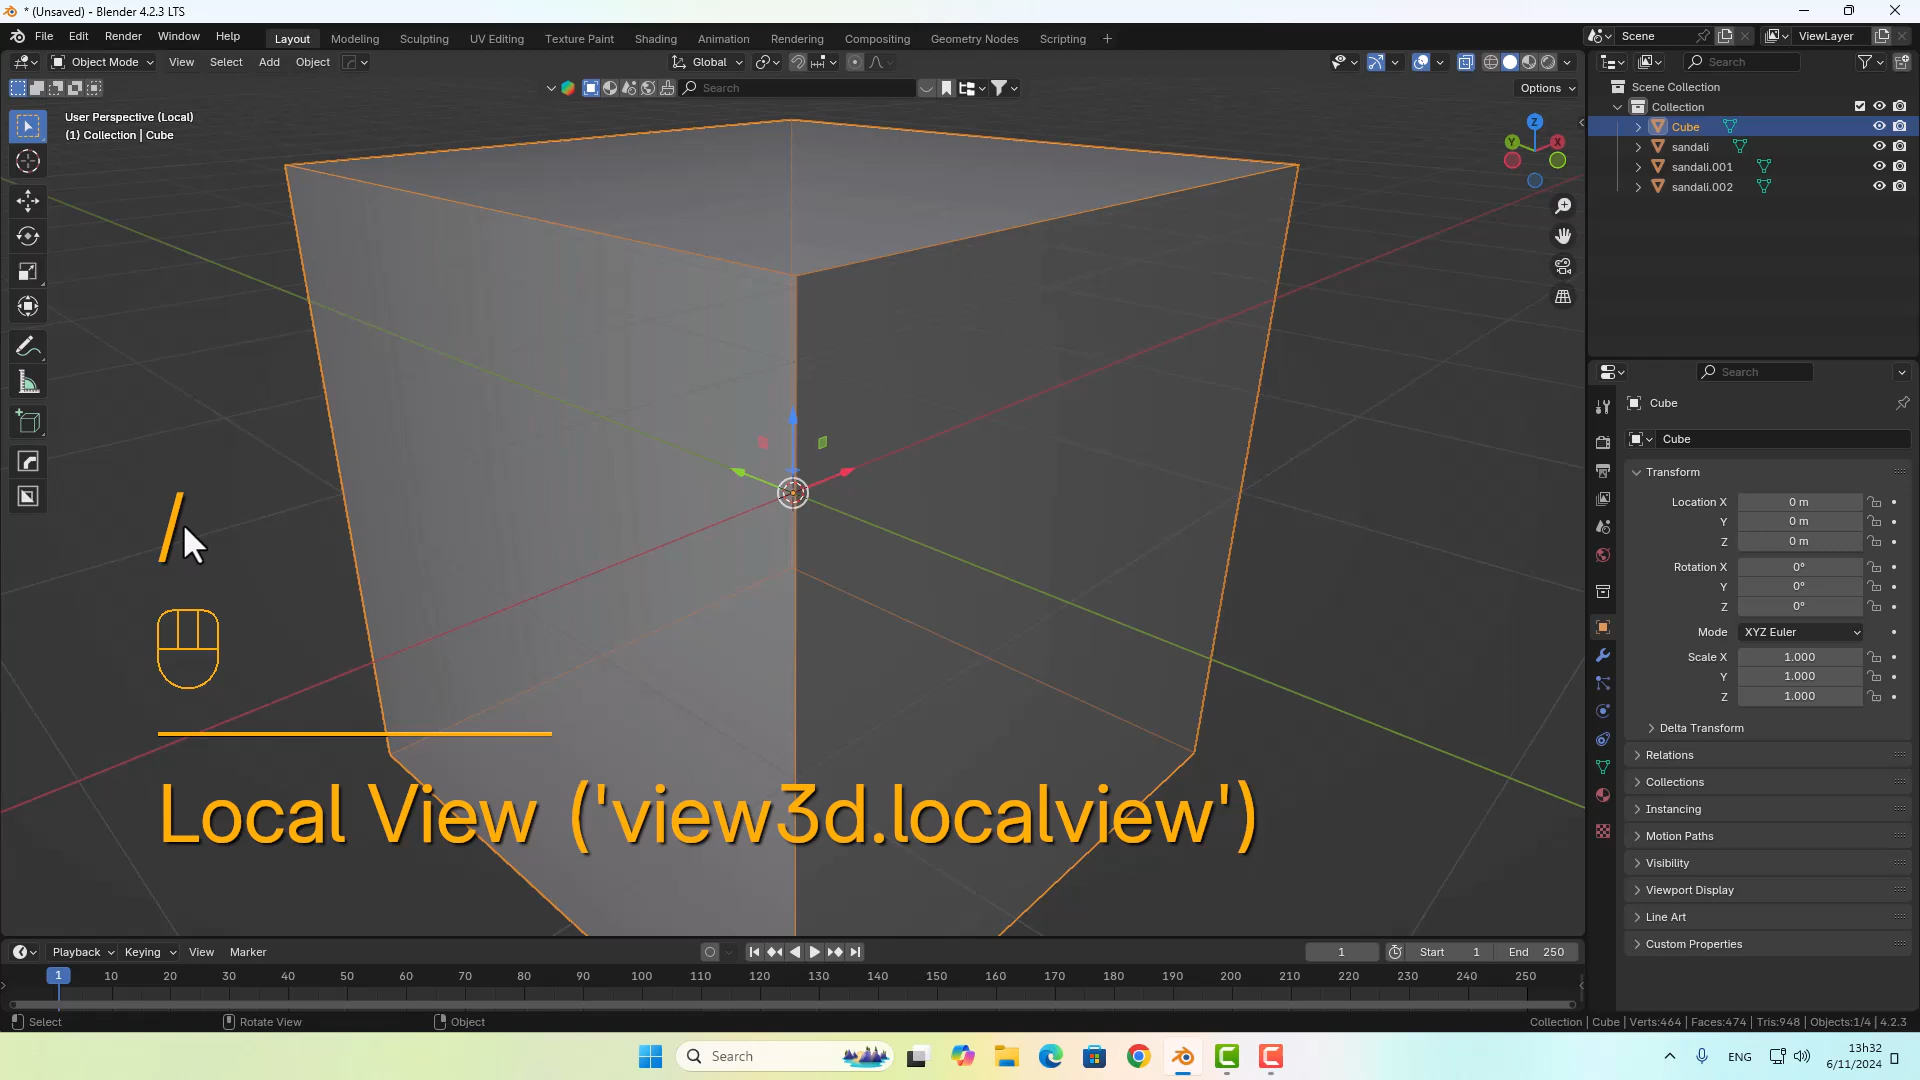 * (Unsaved) - Blender 4.2.3 LTS
File Edit Render Window Help
Layout Modeling Sculpting UV Editing Texture Paint Shading Animation Rendering Compositing Geometry Nodes Scripting +
Scene
ViewLayer
Object Mode View Select Add Object
Global
Search
Search
Options
User Perspective (Local)
(1) Collection | Cube
Z
Y
X
Scene Collection
Collection
Cube
sandali
sandali.001
sandali.002
Search
Cube
Cube
Transform
Location X 0 m
Y 0 m
Z 0 m
Rotation X 0°
Y 0°
Z 0°
Mode XYZ Euler
Scale X 1.000
Y 1.000
Z 1.000
Delta Transform
Relations
Collections
Instancing
Motion Paths
Visibility
Viewport Display
Line Art
Custom Properties
/
Local View ('view3d.localview')
Playback Keying View Marker
1
Start 1 End 250
1 10 20 30 40 50 60 70 80 90 100 110 120 130 140 150 160 170 180 190 200 210 220 230 240 250
Select Rotate View Object
Collection | Cube | Verts:464 | Faces:474 | Tris:948 | Objects:1/4 | 4.2.3
Search
ENG
13h32
6/11/2024